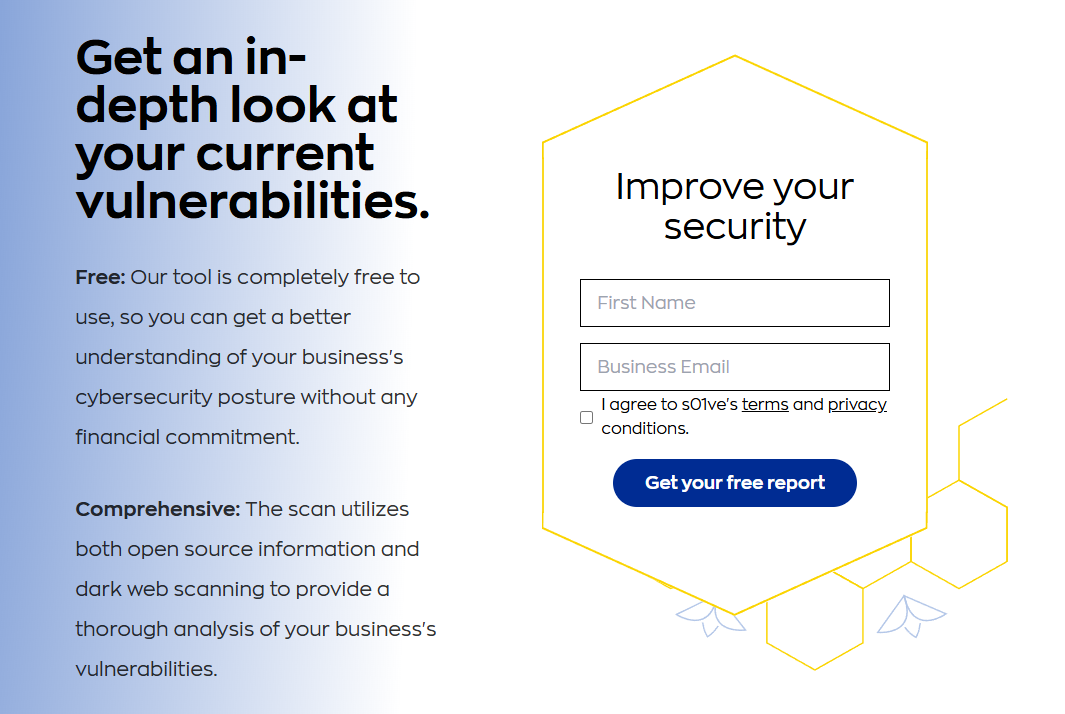 Get an in-
depth look at
your current
vulnerabilities.
Free: Our tool is completely free to
use, so you can get a better
understanding of your business's
cybersecurity posture without any
financial commitment.
Comprehensive: The scan utilizes
both open source information and
dark web scanning to provide a
thorough analysis of your business's
vulnerabilities.
Improve your
security
First Name
Business Email
I agree to s01ve's terms and privacy
conditions.
Get your free report